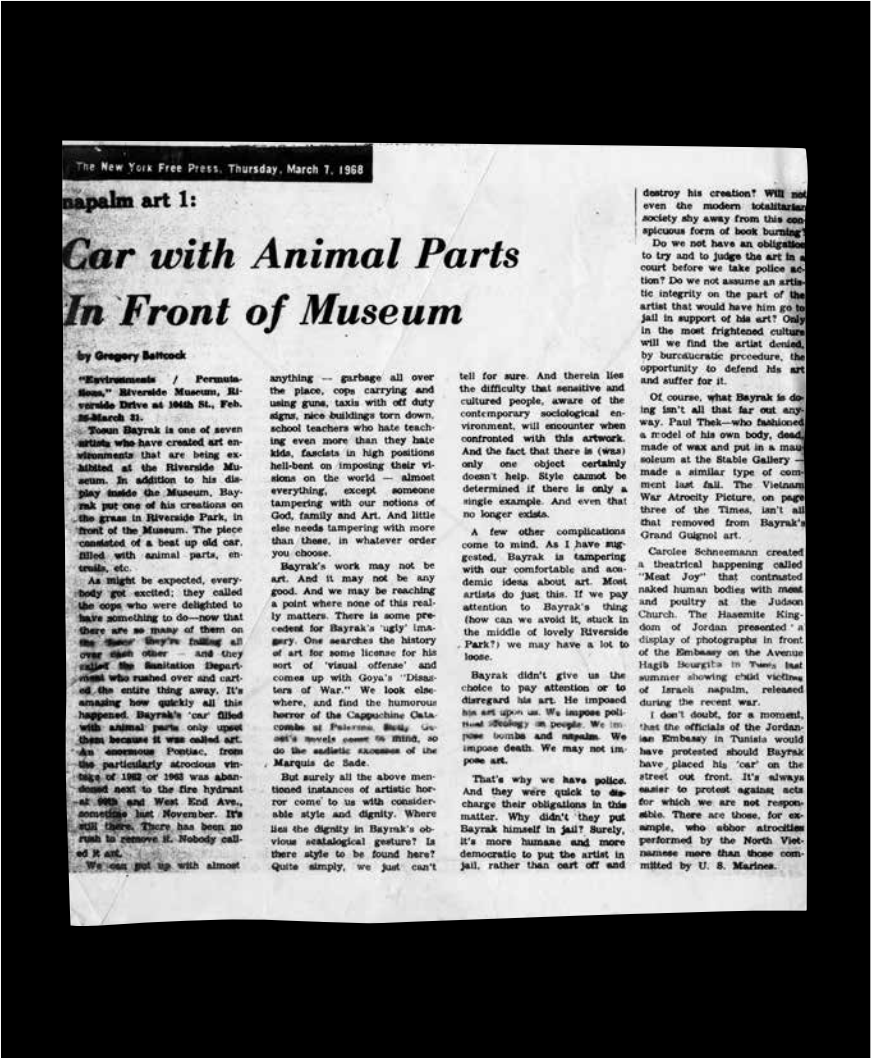 The New York Free Press, Thursday, March 7, 1968
napalm art 1:
Car with Animal Parts
In Front of Museum
by Gregory Battcock
"Environments / Permuta-
tions," Riverside Museum, Ri-
verside Drive at 104th St., Feb.
March 31.
Tosun Bayrak is one of seven
artists who have created art en-
vironments that are being ex-
hibited at the Riverside Mu-
seum. In addition to his dis-
play inside the Museum, Bay-
rak put one of his creations on
the grass in Riverside Park, in
front of the Museum. The piece
consisted of a beat up old car,
filled with animal parts, en-
trails, etc.
As might be expected, every-
body got excited; they called
the cops who were delighted to
have something to do—now that
there are so many of them on
the they're falling all
over each other — and they
called the Sanitation Depart-
ment who rushed over and cart-
ed the entire thing away. It's
amazing how quickly all this
happened. Bayrak's 'car' filled
with animal parts only upset
them because it was called art.
An enormous Pontiac, from
the particularly atrocious vin-
tage of 1962 or 1963 was aban-
doned next to the fire hydrant
at 99th and West End Ave.,
sometime last November. It's
still there. There has been no
rush to remove it. Nobody call-
ed it art.
We can put up with almost
anything — garbage all over
the place, cops carrying and
using guns, taxis with off duty
signs, nice buildings torn down,
school teachers who hate teach-
ing even more than they hate
kids, fascists in high positions
hell-bent on imposing their vi-
sions on the world — almost
everything, except someone
tampering with our notions of
God, family and Art. And little
else needs tampering with more
than these, in whatever order
you choose.
Bayrak's work may not be
art. And it may not be any
good. And we may be reaching
a point where none of this real-
ly matters. There is some pre-
cedent for Bayrak's 'ugly' ima-
gery. One searches the history
of art for some license for his
sort of 'visual offense' and
comes up with Goya's "Disas-
ters of War." We look else-
where, and find the humorous
horror of the Cappuchine Cata-
combs at Palermo, Sicily, Ge-
net's novels come to mind, so
do the sadistic excesses of the
Marquis de Sade.
But surely all the above men-
tioned instances of artistic hor-
ror come to us with consider-
able style and dignity. Where
lies the dignity in Bayrak's ob-
vious scatalogical gesture? Is
there style to be found here?
Quite simply, we just can't
tell for sure. And therein lies
the difficulty that sensitive and
cultured people, aware of the
contemporary sociological en-
vironment, will encounter when
confronted with this artwork.
And the fact that there is (was)
only one object certainly
doesn't help. Style cannot be
determined if there is only a
single example. And even that
no longer exists.
A few other complications
come to mind. As I have sug-
gested, Bayrak is tampering
with our comfortable and aca-
demic ideas about art. Most
artists do just this. If we pay
attention to Bayrak's thing
(how can we avoid it, stuck in
the middle of lovely Riverside
Park?) we may have a lot to
loose.
Bayrak didn't give us the
choice to pay attention or to
disregard his art. He imposed
his art upon us. We impose poli-
tical ideology on people. We im-
pose bombs and napalm. We
impose death. We may not im-
pose art.
That's why we have police.
And they were quick to dis-
charge their obligations in this
matter. Why didn't they put
Bayrak himself in jail? Surely,
it's more humane and more
democratic to put the artist in
jail, rather than cart off and
destroy his creation? Will not
even the modern totalitarian
society shy away from this con-
spicuous form of book burning?
Do we not have an obligation
to try and to judge the art in a
court before we take police ac-
tion? Do we not assume an artis-
tic integrity on the part of the
artist that would have him go to
jail in support of his art? Only
in the most frightened culture
will we find the artist denied,
by bureaucratic procedure, the
opportunity to defend his art
and suffer for it.
Of course, what Bayrak is do-
ing isn't all that far out any-
way. Paul Thek—who fashioned
a model of his own body, dead,
made of wax and put in a mau-
soleum at the Stable Gallery —
made a similar type of com-
ment last fall. The Vietnam
War Atrocity Picture, on page
three of the Times, isn't all
that removed from Bayrak's
Grand Guignol art.
Carolee Schneemann created
a theatrical happening called
"Meat Joy" that contrasted
naked human bodies with meat
and poultry at the Judson
Church. The Hasemite King-
dom of Jordan presented a
display of photographs in front
of the Embassy on the Avenue
Hagib Bourgiba in Tunis last
summer showing child victims
of Israeli napalm, released
during the recent war.
I don't doubt, for a moment,
that the officials of the Jordan-
ian Embassy in Tunisia would
have protested should Bayrak
have placed his 'car' on the
street out front. It's always
easier to protest against acts
for which we are not respon-
sible. There are those, for ex-
ample, who abhor atrocities
performed by the North Viet-
namese more than those com-
mitted by U. S. Marines.